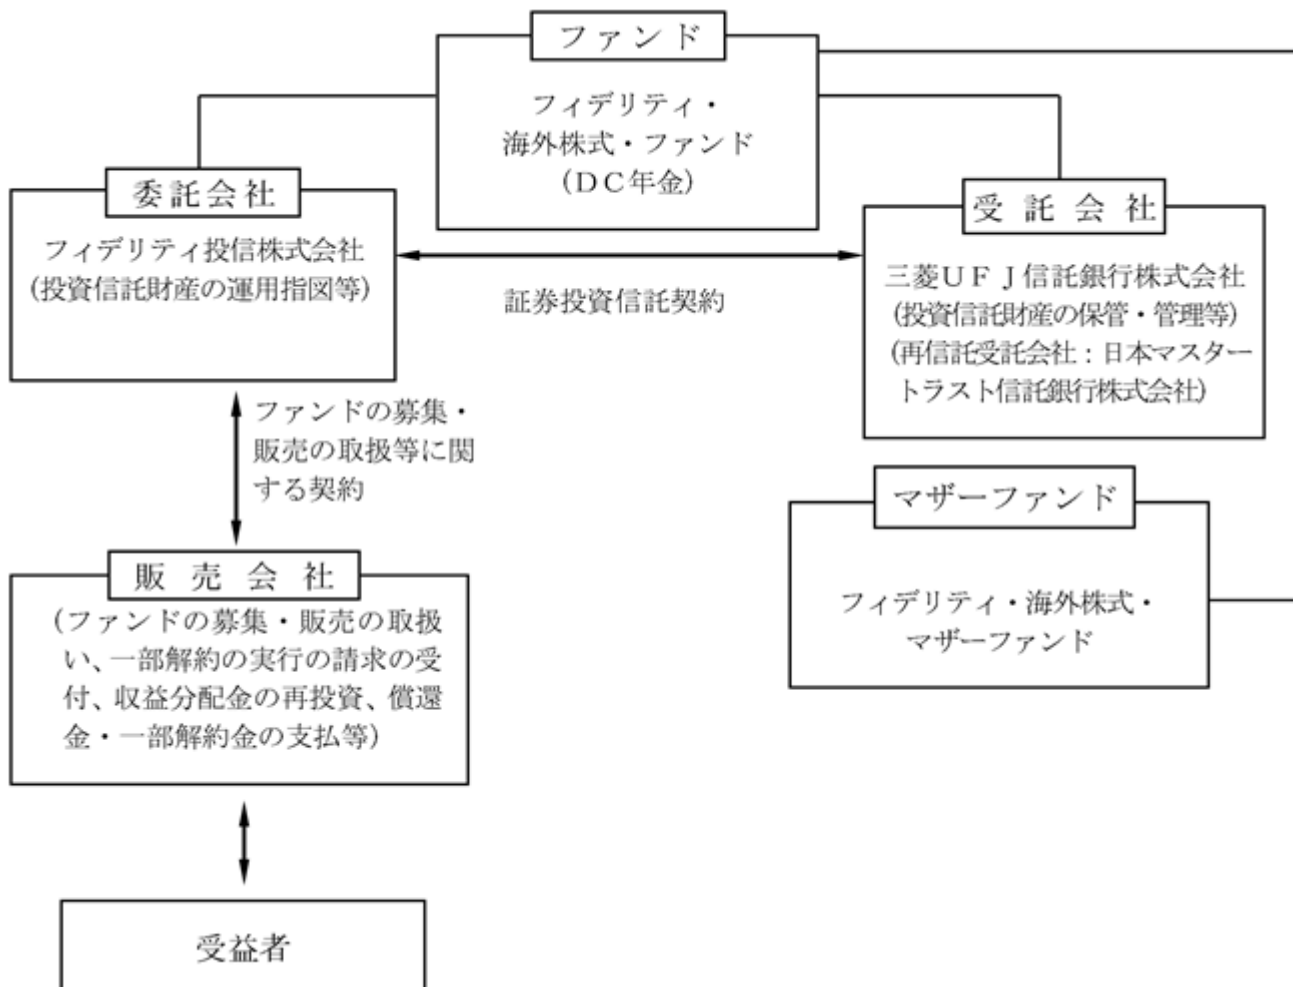 ファンド
フィデリティ・
海外株式・ファンド
(ＤＣ年金)
委託会社
フィデリティ投信株式会社
(投資信託財産の運用指図等)
証券投資信託契約
受託会社
三菱ＵＦＪ信託銀行株式会社
(投資信託財産の保管・管理等)
(再信託受託会社：日本マスター
トラスト信託銀行株式会社)
ファンドの募集・
販売の取扱等に関
する契約
マザーファンド
フィデリティ・海外株式・
マザーファンド
販売会社
(ファンドの募集・販売の取扱
い、一部解約の実行の請求の受
付、収益分配金の再投資、償還
金・一部解約金の支払等)
受益者